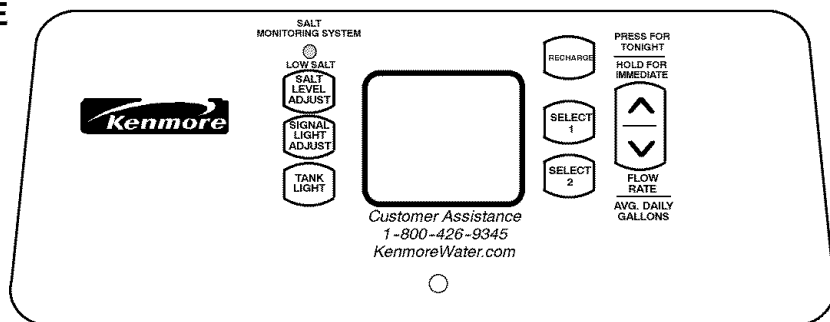 E
SALT
MONITORING SYSTEM
LOW SALT
SALT
LEVEL
ADJUST
SIGNAL
LIGHT
ADJUST
TANK
LIGHT
Kenmore
Customer Assistance
1-800-426-9345
KenmoreWater.com
RECHARGE
SELECT
1
SELECT
2
PRESS FOR
TONIGHT
HOLD FOR
IMMEDIATE
FLOW
RATE
AVG. DAILY
GALLONS